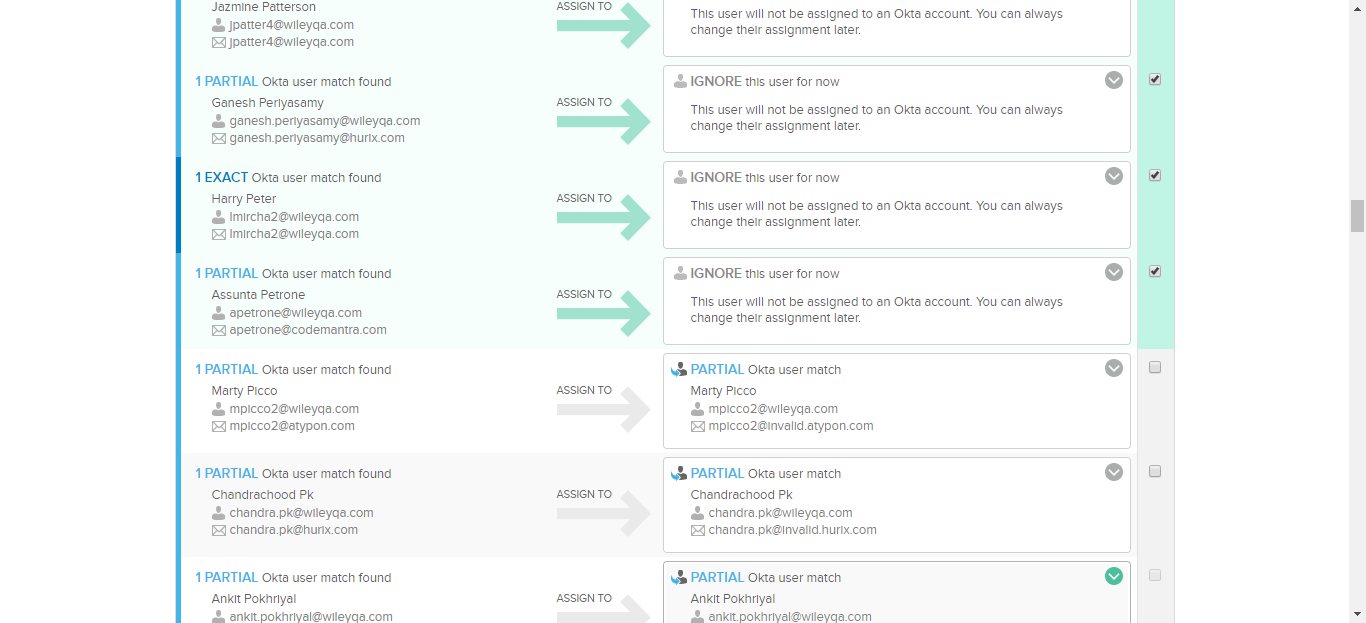 Jazmine Patterson
jpatter4@wileyqa.com
jpatter4@wileyqa.com
ASSIGN TO
This user will not be assigned to an Okta account. You can always
change their assignment later.
1 PARTIAL Okta user match found
Ganesh Periyasamy
ganesh.periyasamy@wileyqa.com
ganesh.periyasamy@hurix.com
ASSIGN TO
IGNORE this user for now
This user will not be assigned to an Okta account. You can always
change their assignment later.
1 EXACT Okta user match found
Harry Peter
lmircha2@wileyqa.com
lmircha2@wileyqa.com
ASSIGN TO
IGNORE this user for now
This user will not be assigned to an Okta account. You can always
change their assignment later.
1 PARTIAL Okta user match found
Assunta Petrone
apetrone@wileyqa.com
apetrone@codemantra.com
ASSIGN TO
IGNORE this user for now
This user will not be assigned to an Okta account. You can always
change their assignment later.
1 PARTIAL Okta user match found
Marty Picco
mpicco2@wileyqa.com
mpicco2@atypon.com
ASSIGN TO
PARTIAL Okta user match
Marty Picco
mpicco2@wileyqa.com
mpicco2@invalid.atypon.com
1 PARTIAL Okta user match found
Chandrachood Pk
chandra.pk@wileyqa.com
chandra.pk@hurix.com
ASSIGN TO
PARTIAL Okta user match
Chandrachood Pk
chandra.pk@wileyqa.com
chandra.pk@invalid.hurix.com
1 PARTIAL Okta user match found
Ankit Pokhriyal
ankit.pokhriyal@wileyqa.com
ASSIGN TO
PARTIAL Okta user match
Ankit Pokhriyal
ankit.pokhriyal@wileyqa.com